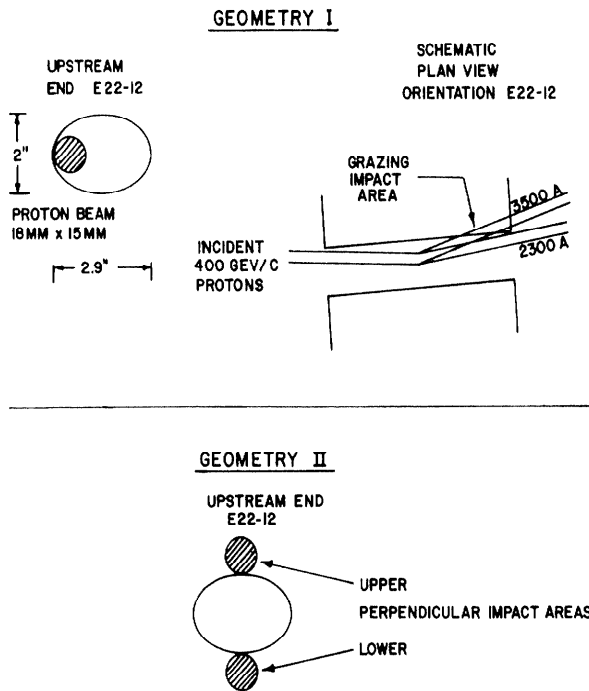 GEOMETRY I
UPSTREAM
END E22-12
2"
PROTON BEAM
18MM x 15MM
2.9"
SCHEMATIC
PLAN VIEW
ORIENTATION E22-12
GRAZING
IMPACT
AREA
3500 A
2300 A
INCIDENT
400 GEV/C
PROTONS
GEOMETRY II
UPSTREAM END
E22-12
UPPER
PERPENDICULAR IMPACT AREAS
LOWER